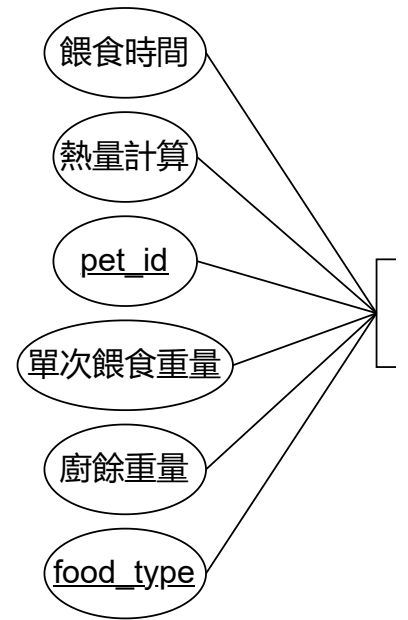 餵食時間
熱量計算
pet_id
單次餵食重量
廚餘重量
food_type